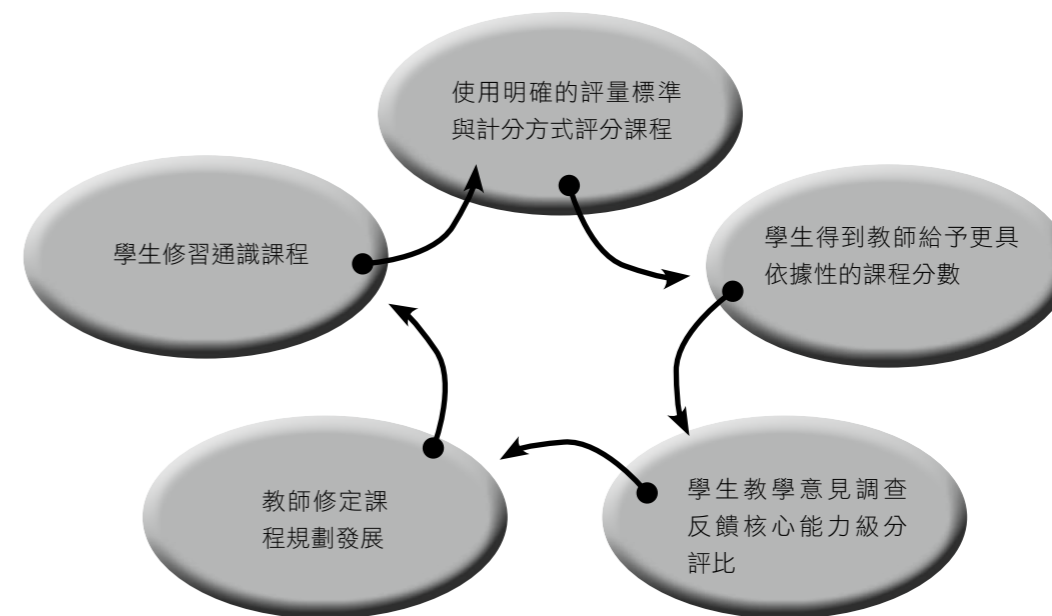 使用明確的評量標準
與計分方式評分課程
學生修習通識課程
學生得到教師給予更具
依據性的課程分數
教師修定課
程規劃發展
學生教學意見調查
反饋核心能力級分
評比